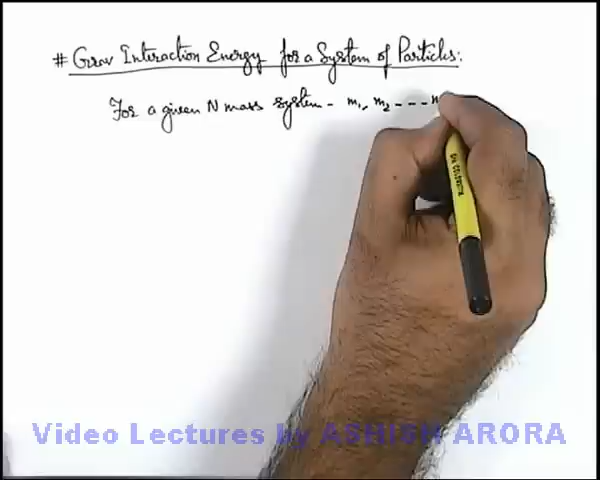 # Grav Interaction Energy for a System of Particles:
For a given N mass system - m₁, m₂ - - - m
Video Lectures by ASHISH ARORA